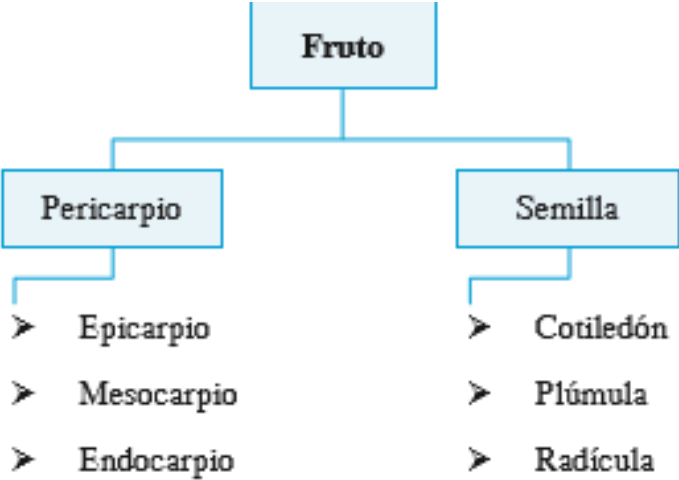 Fruto
Pericarpio
Semilla
Epicarpio
Mesocarpio
Endocarpio
Cotiledón
Plúmula
Radícula